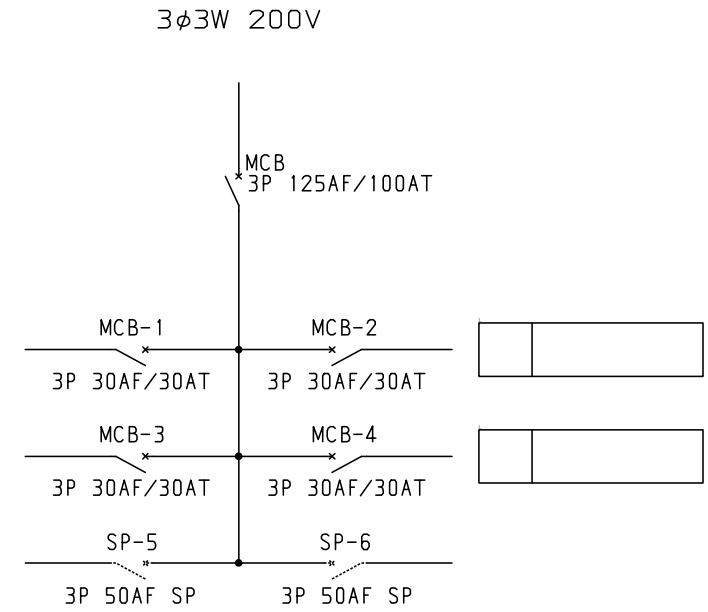 3φ3W 200V
MCB
3P 125AF/100AT
MCB-1 MCB-2
3P 30AF/30AT 3P 30AF/30AT
MCB-3 MCB-4
3P 30AF/30AT 3P 30AF/30AT
SP-5 SP-6
3P 50AF SP 3P 50AF SP